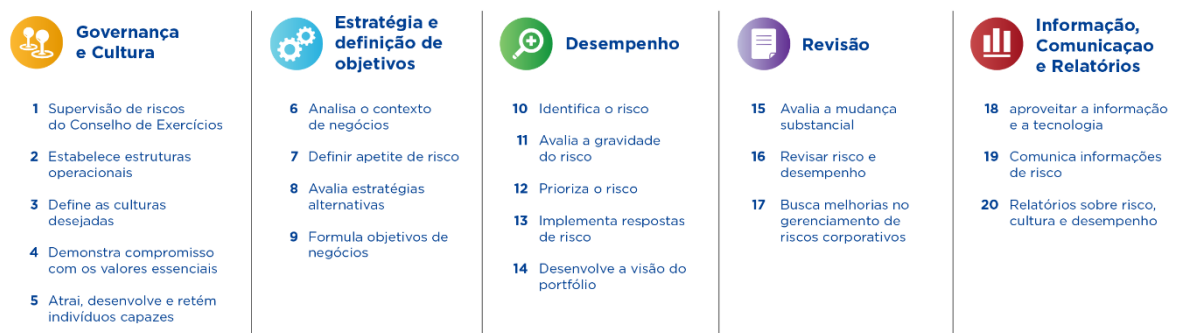 Governança
e Cultura
1 Supervisão de riscos
do Conselho de Exercícios
2 Estabelece estruturas
operacionais
3 Define as culturas
desejadas
4 Demonstra compromisso
com os valores essenciais
5 Atrai, desenvolve e retém
indivíduos capazes
Estratégia e
definição de
objetivos
6 Analisa o contexto
de negócios
7 Definir apetite de risco
8 Avalia estratégias
alternativas
9 Formula objetivos de
negócios
Desempenho
10 Identifica o risco
11 Avalia a gravidade
do risco
12 Prioriza o risco
13 Implementa respostas
de risco
14 Desenvolve a visão do
portfólio
Revisão
15 Avalia a mudança
substancial
16 Revisar risco e
desempenho
17 Busca melhorias no
gerenciamento de
riscos corporativos
Informação,
Comunicaçao
e Relatórios
18 aproveitar a informação
e a tecnologia
19 Comunica informações
de risco
20 Relatórios sobre risco,
cultura e desempenho